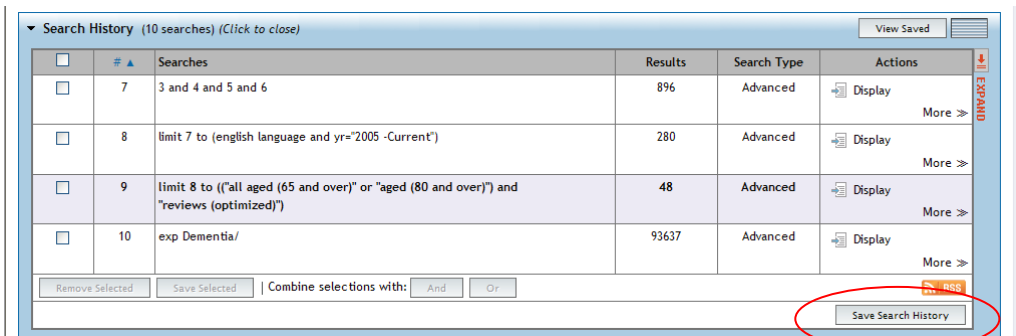 ▼ Search History (10 searches) (Click to close) View Saved
# ▲ Searches Results Search Type Actions
7 3 and 4 and 5 and 6 896 Advanced Display
More ≫
8 limit 7 to (english language and yr="2005 -Current") 280 Advanced Display
More ≫
9 limit 8 to (("all aged (65 and over)" or "aged (80 and over)") and 48 Advanced Display
"reviews (optimized)")
More ≫
10 exp Dementia/ 93637 Advanced Display
More ≫
EXPAND
Remove Selected Save Selected | Combine selections with: And Or RSS
Save Search History